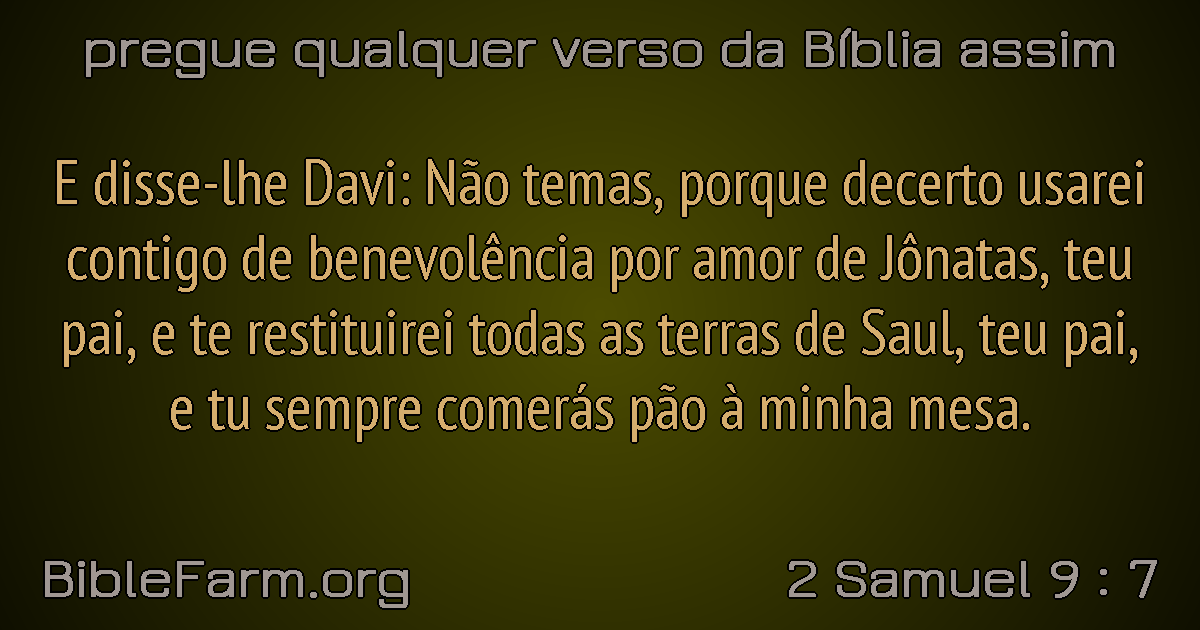 pregue qualquer verso da Bíblia assim
E disse-lhe Davi: Não temas, porque decerto usarei
contigo de benevolência por amor de Jônatas, teu
pai, e te restituirei todas as terras de Saul, teu pai,
e tu sempre comerás pão à minha mesa.
BibleFarm.org
2 Samuel 9 : 7